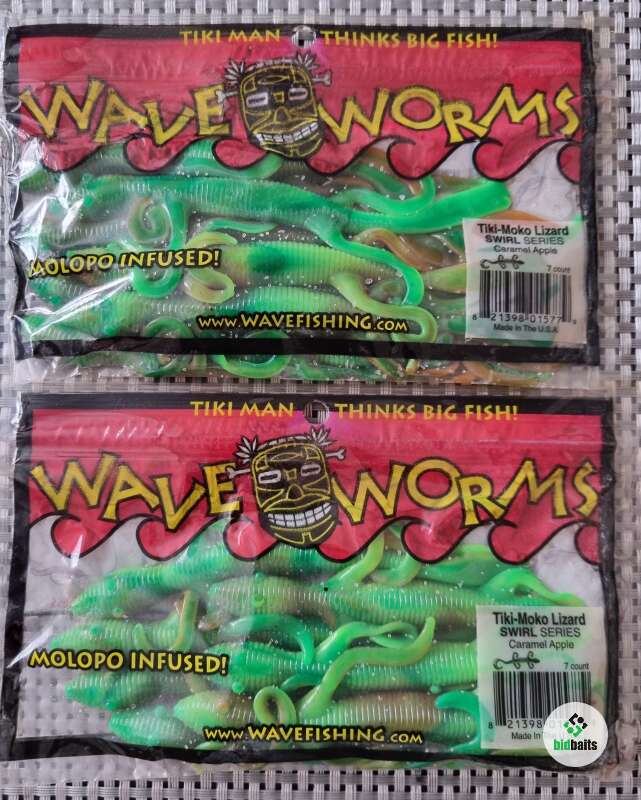 TIKI MAN THINKS BIG FISH!
WAVE WORMS
Tiki-Moko Lizard
SWIRL SERIES
Caramel Apple
7 count
MOLOPO INFUSED!
8 21398 01577
Made In The U.S.A.
www.WAVEFISHING.com
TIKI MAN THINKS BIG FISH!
WAVE WORMS
Tiki-Moko Lizard
SWIRL SERIES
Caramel Apple
7 count
MOLOPO INFUSED!
8 21398
Made In
www.WAVEFISHING.com
bidbaits